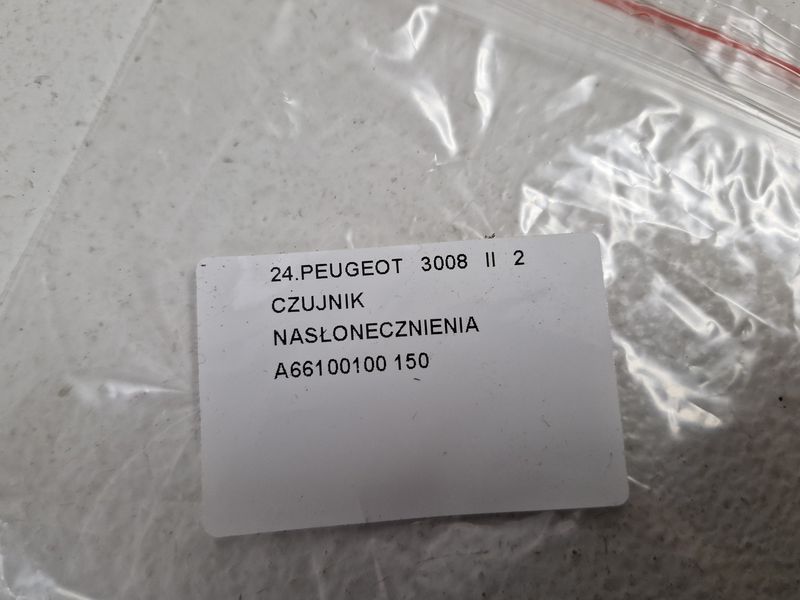 24.PEUGEOT 3008 II 2
CZUJNIK
NASŁONECZNIENIA
A66100100 150